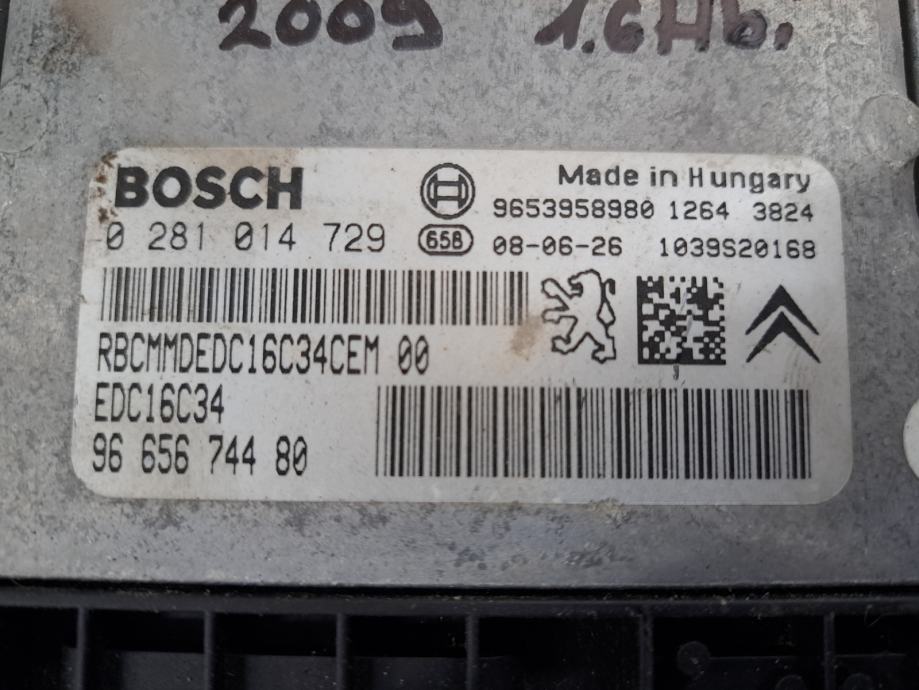 2009 1.6Hb.
BOSCH
Made in Hungary
9653958980 1264 3824
0 281 014 729
658
08-06-26 1039S20168
RBCMMDEDC16C34CEM 00
EDC16C34
96 656 744 80